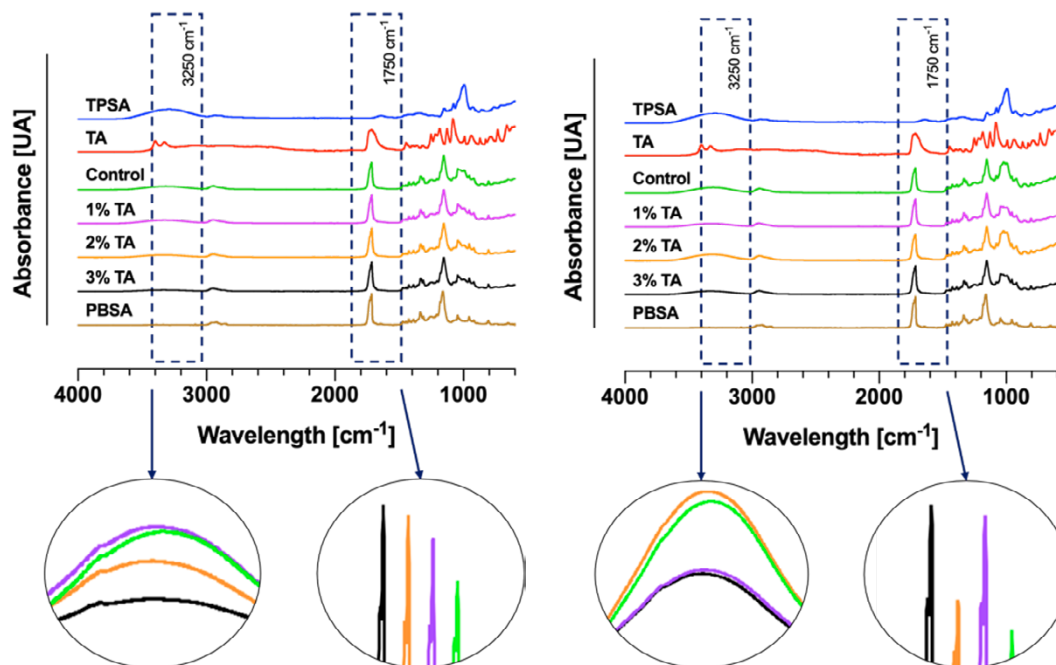 3250 cm-1
1750 cm-1
Absorbance [UA]
TPSA
TA
Control
1% TA
2% TA
3% TA
PBSA
4000 3000 2000 1000
Wavelength [cm-1]
3250 cm-1
1750 cm-1
Absorbance [UA]
TPSA
TA
Control
1% TA
2% TA
3% TA
PBSA
4000 3000 2000 1000
Wavelength [cm-1]